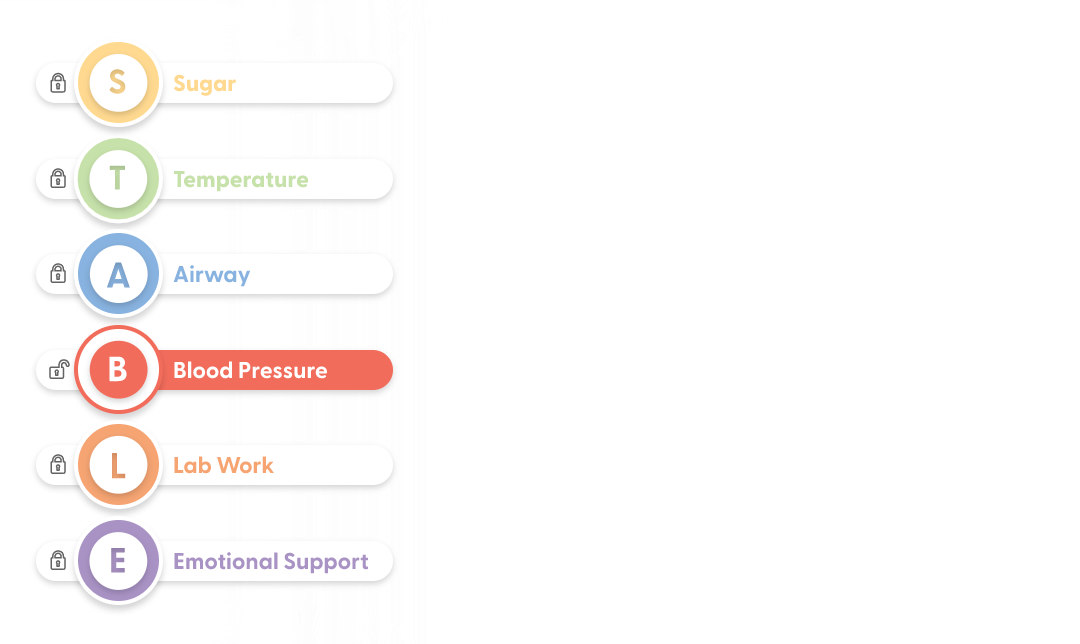 S Sugar
T Temperature
A Airway
B Blood Pressure
L Lab Work
E Emotional Support